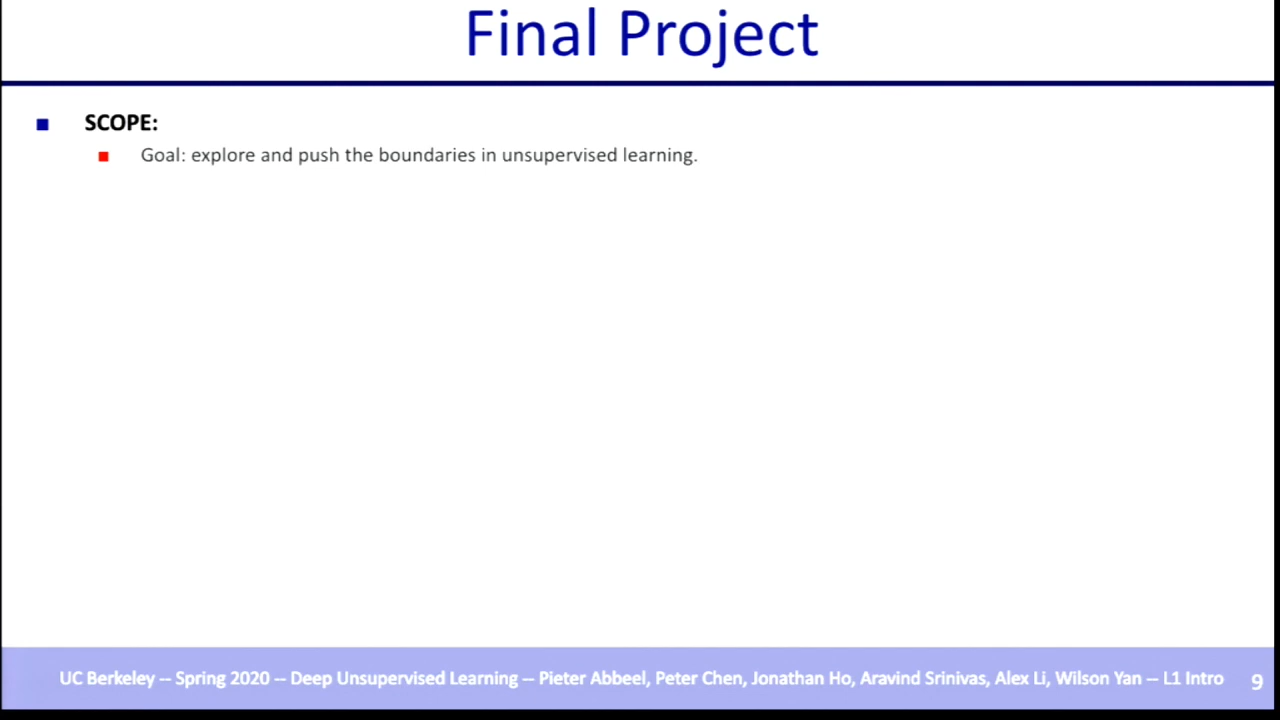 Final Project
SCOPE:
Goal: explore and push the boundaries in unsupervised learning.
UC Berkeley -- Spring 2020 -- Deep Unsupervised Learning -- Pieter Abbeel, Peter Chen, Jonathan Ho, Aravind Srinivas, Alex Li, Wilson Yan -- L1 Intro 9